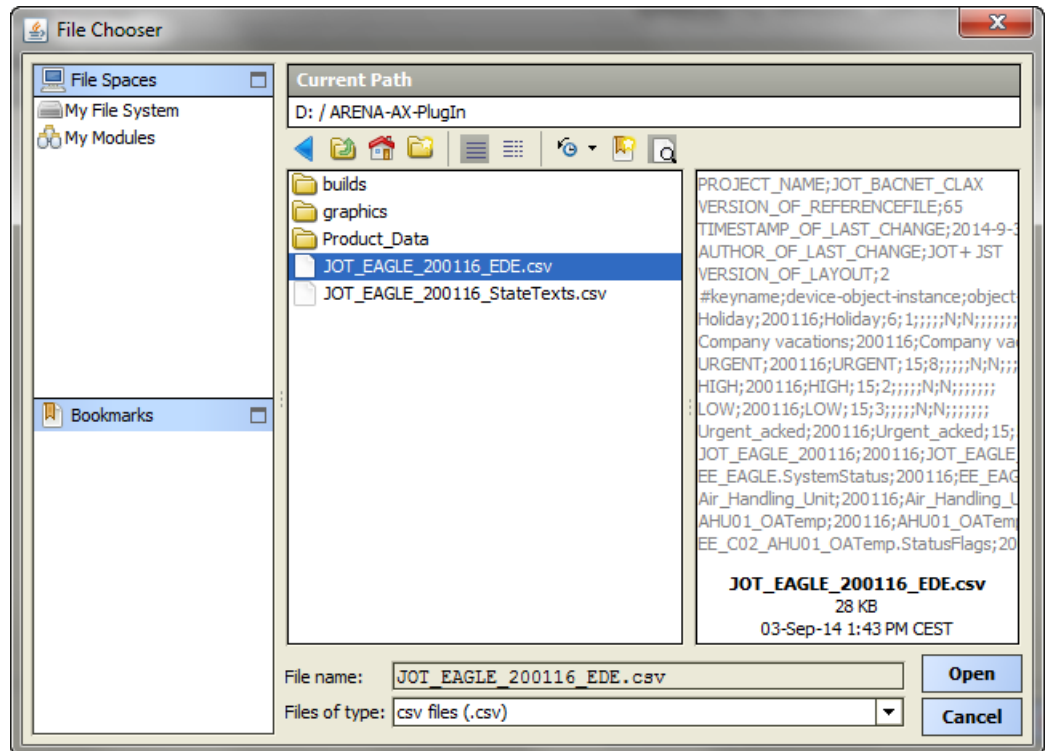 File Chooser
File Spaces
My File System
My Modules
Bookmarks
Current Path
D: / ARENA-AX-PlugIn
builds
graphics
Product_Data
JOT_EAGLE_200116_EDE.csv
JOT_EAGLE_200116_StateTexts.csv
PROJECT_NAME;JOT_BACNET_CLAX
VERSION_OF_REFERENCEFILE;65
TIMESTAMP_OF_LAST_CHANGE;2014-9-3
AUTHOR_OF_LAST_CHANGE;JOT+ JST
VERSION_OF_LAYOUT;2
#keyname;device-object-instance;object
Holiday;200116;Holiday;6;1;;;;;N;N;;;;;;;
Company vacations;200116;Company va
URGENT;200116;URGENT;15;8;;;;;N;N;;;
HIGH;200116;HIGH;15;2;;;;;N;N;;;;;;;
LOW;200116;LOW;15;3;;;;;N;N;;;;;;;
Urgent_acked;200116;Urgent_acked;15;
JOT_EAGLE_200116;200116;JOT_EAGLE_
EE_EAGLE.SystemStatus;200116;EE_EAG
Air_Handling_Unit;200116;Air_Handling_U
AHU01_OATemp;200116;AHU01_OATem
EE_C02_AHU01_OATemp.StatusFlags;20
JOT_EAGLE_200116_EDE.csv
28 KB
03-Sep-14 1:43 PM CEST
File name: JOT_EAGLE_200116_EDE.csv
Open
Files of type: csv files (.csv)
Cancel